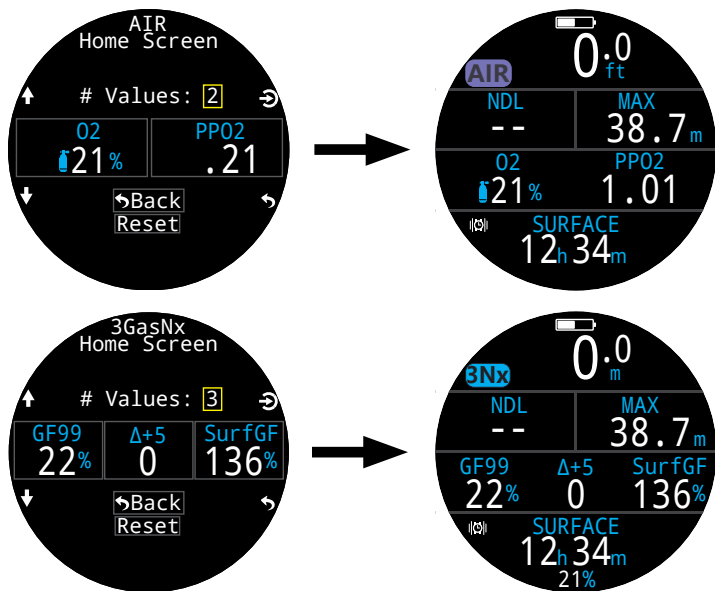 AIR
Home Screen
# Values: 2
O2 PPO2
21% .21
Back
Reset
0.0
ft
AIR
NDL MAX
-- 38.7m
O2 PPO2
21% 1.01
SURFACE
12h34m
3GasNx
Home Screen
# Values: 3
GF99 Δ+5 SurfGF
22% 0 136%
Back
Reset
0.0
m
3Nx
NDL MAX
-- 38.7m
GF99 Δ+5 SurfGF
22% 0 136%
SURFACE
12h34m
21%